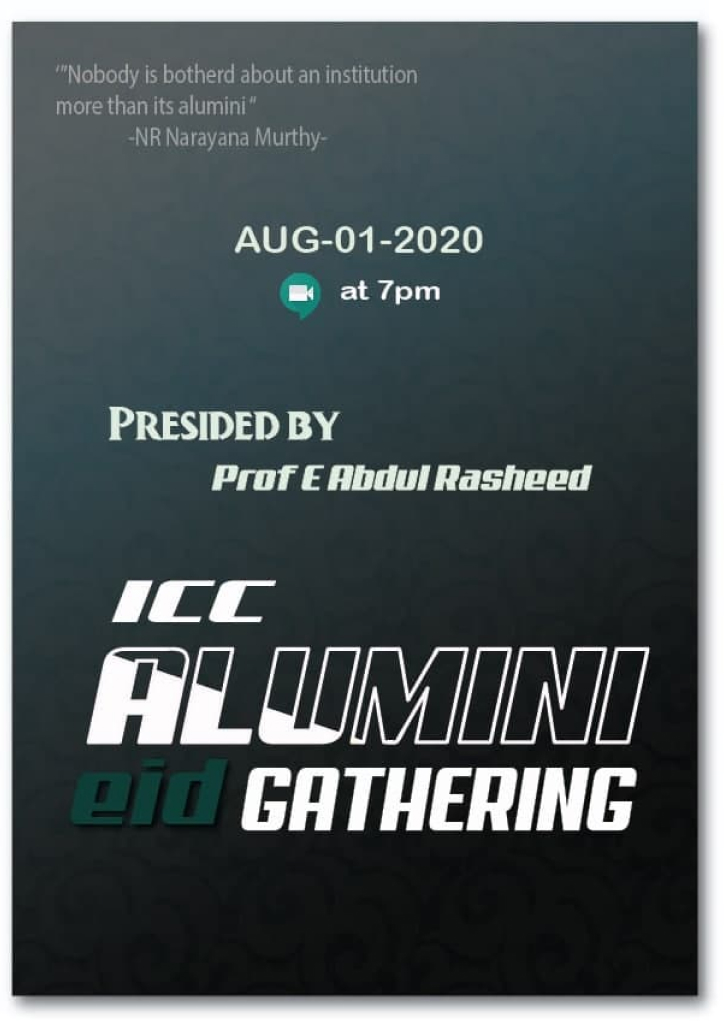 ‘”Nobody is botherd about an institution
more than its alumini “
-NR Narayana Murthy-
AUG-01-2020
at 7pm
PRESIDED BY
Prof E Abdul Rasheed
ICC
ALUMINI
eid GATHERING